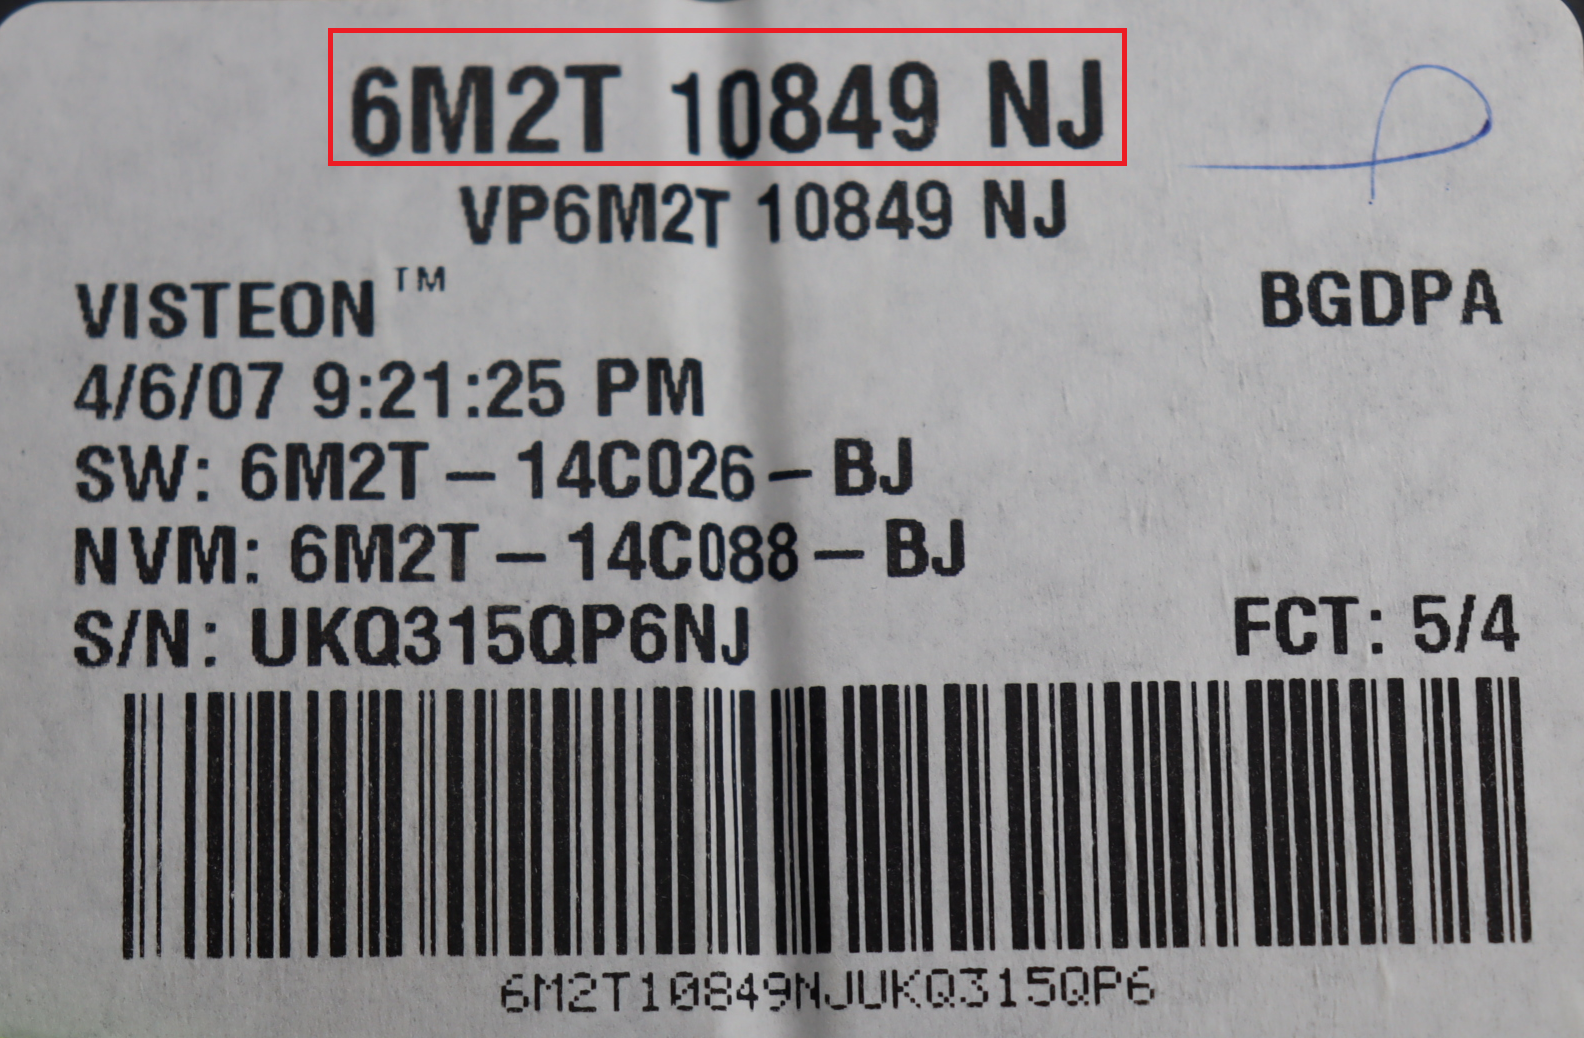 6M2T 10849 NJ
VP6M2T 10849 NJ
VISTEON™ BGDPA
4/6/07 9:21:25 PM
SW: 6M2T – 14C026 – BJ
NVM: 6M2T – 14C088 – BJ
S/N: UKQ315QP6NJ FCT: 5/4
6M2T10849NJUKQ315QP6